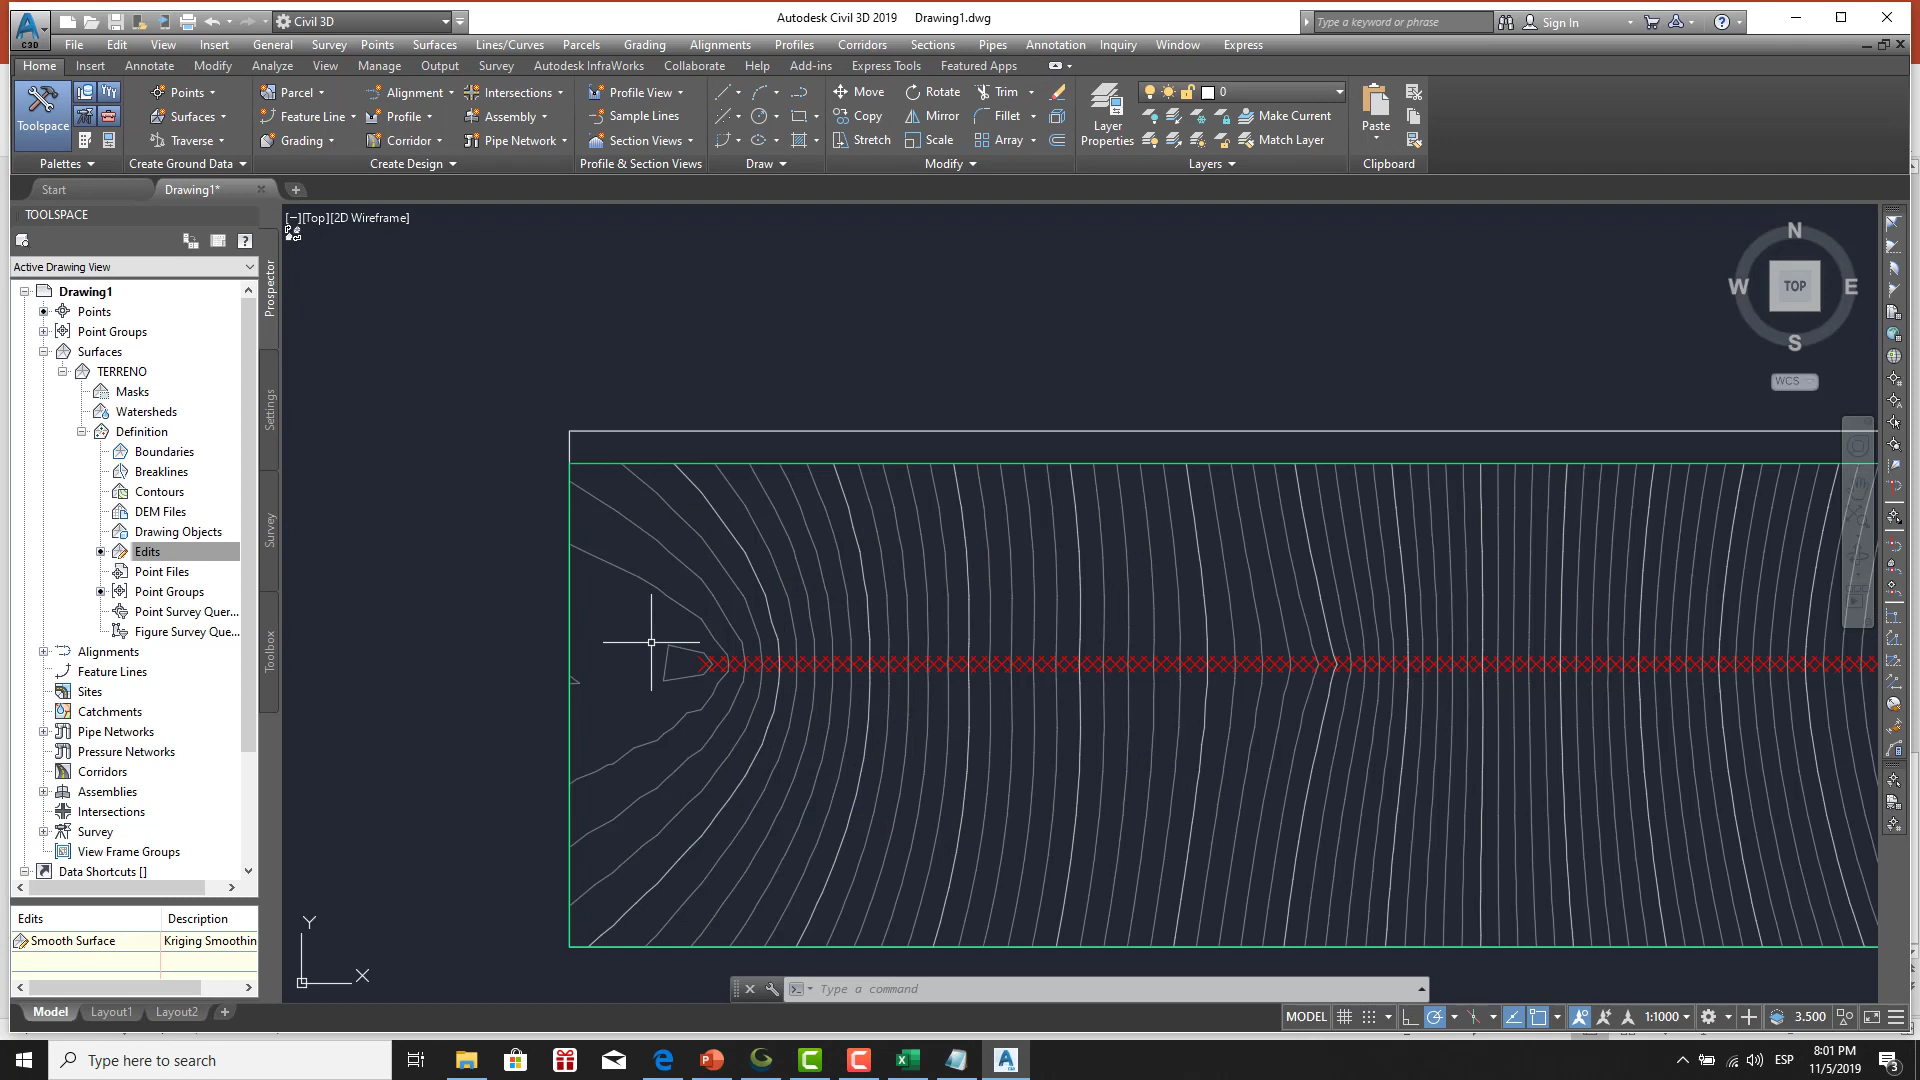 C3D
Civil 3D
Autodesk Civil 3D 2019 Drawing1.dwg
Type a keyword or phrase
Sign In
File Edit View Insert General Survey Points Surfaces Lines/Curves Parcels Grading Alignments Profiles Corridors Sections Pipes Annotation Inquiry Window Express
Home Insert Annotate Modify Analyze View Manage Output Survey Autodesk InfraWorks Collaborate Help Add-ins Express Tools Featured Apps
Points Parcel Alignment Intersections Profile View Move Rotate Trim 0
Toolspace Surfaces Feature Line Profile Assembly Sample Lines Copy Mirror Fillet Layer Properties Make Current Paste
Traverse Grading Corridor Pipe Network Section Views Stretch Scale Array Match Layer
Palettes Create Ground Data Create Design Profile & Section Views Draw Modify Layers Clipboard
Start Drawing1*
TOOLSPACE
[−][Top][2D Wireframe]
Active Drawing View
Prospector
Settings
Survey
Toolbox
Drawing1
Points
Point Groups
Surfaces
TERRENO
Masks
Watersheds
Definition
Boundaries
Breaklines
Contours
DEM Files
Drawing Objects
Edits
Point Files
Point Groups
Point Survey Quer...
Figure Survey Que...
Alignments
Feature Lines
Sites
Catchments
Pipe Networks
Pressure Networks
Corridors
Assemblies
Intersections
Survey
View Frame Groups
Data Shortcuts []
Edits Description
Smooth Surface Kriging Smoothin
N
W TOP E
S
WCS
Y
X
Type a command
Model Layout1 Layout2
MODEL 1:1000 3.500
Type here to search
ESP
8:01 PM
11/5/2019
3